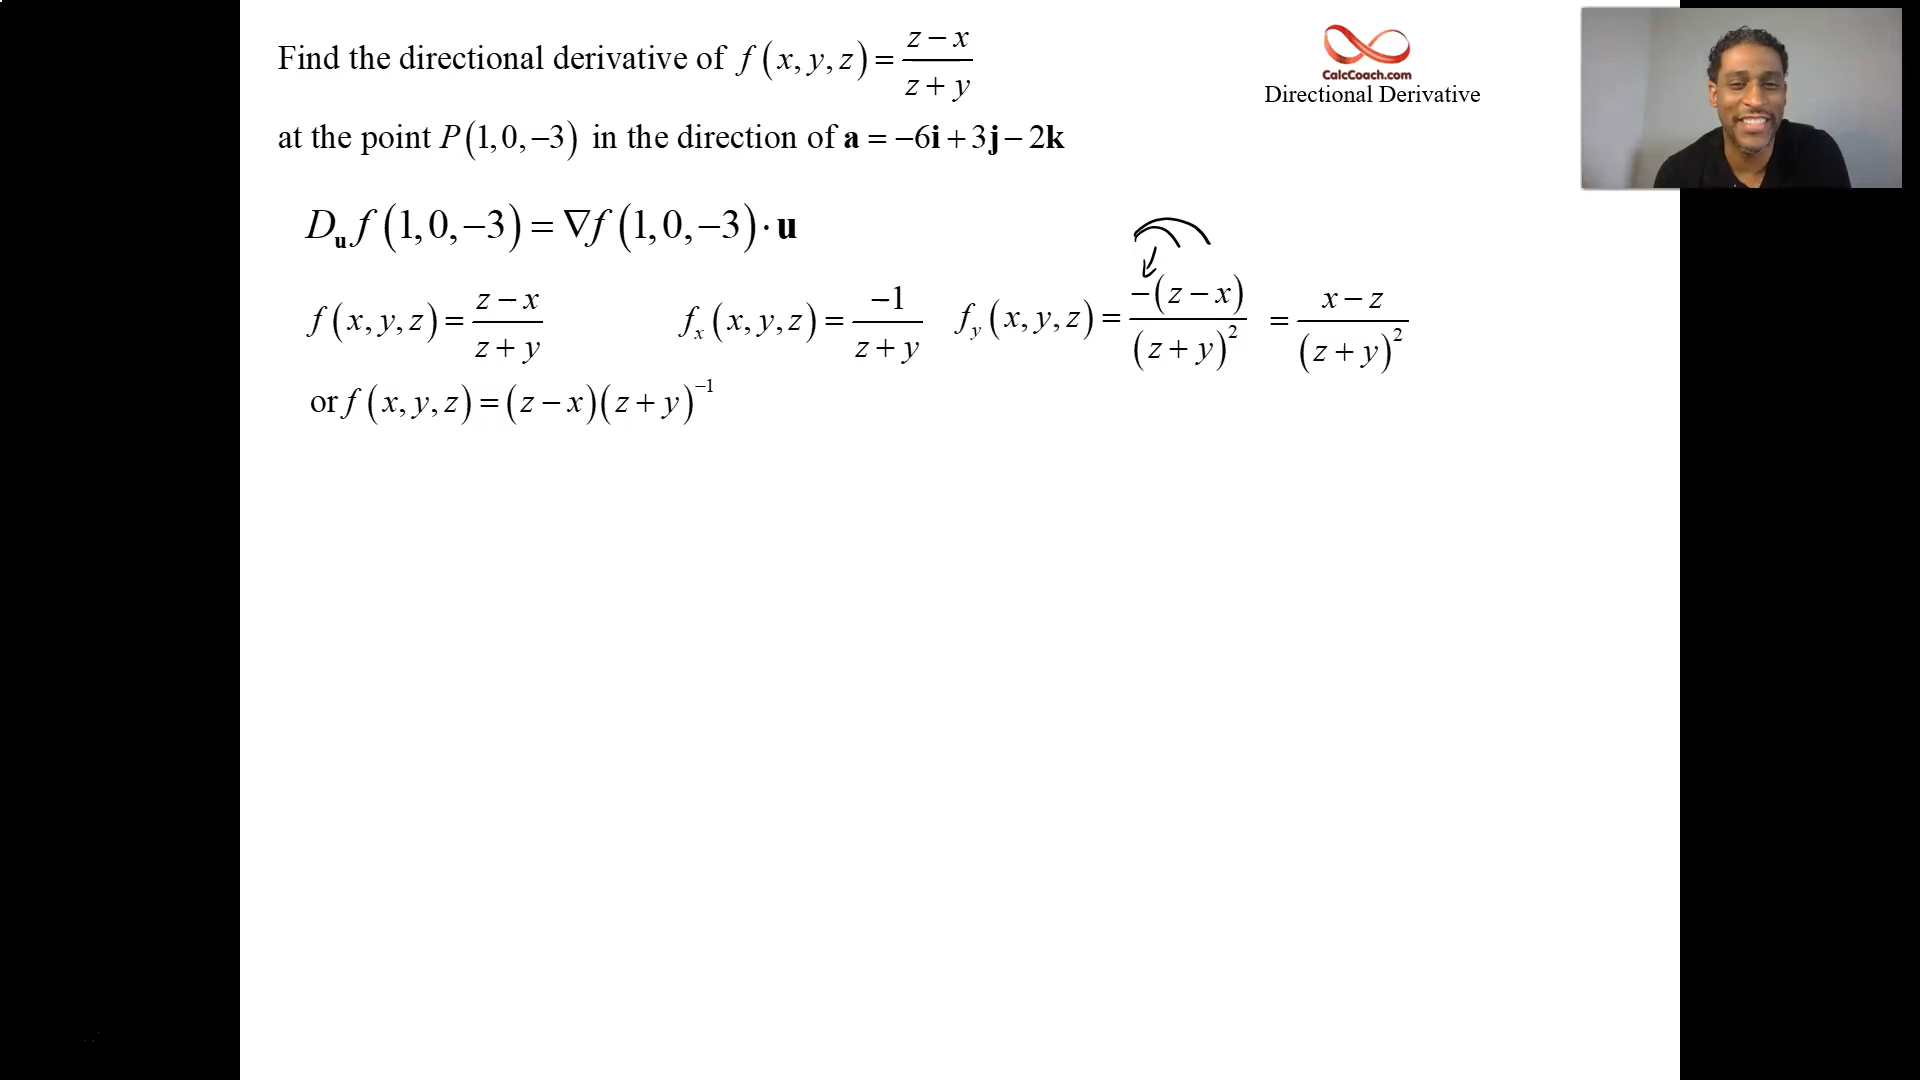 Find the directional derivative of f(x, y, z) = (z − x)/(z + y)
at the point P(1, 0, −3) in the direction of a = −6i + 3j − 2k
CalcCoach.com
Directional Derivative
D_u f(1, 0, −3) = ∇f(1, 0, −3) · u
f(x, y, z) = (z − x)/(z + y)
f_x(x, y, z) = −1/(z + y)
f_y(x, y, z) = −(z − x)/(z + y)² = (x − z)/(z + y)²
or f(x, y, z) = (z − x)(z + y)⁻¹